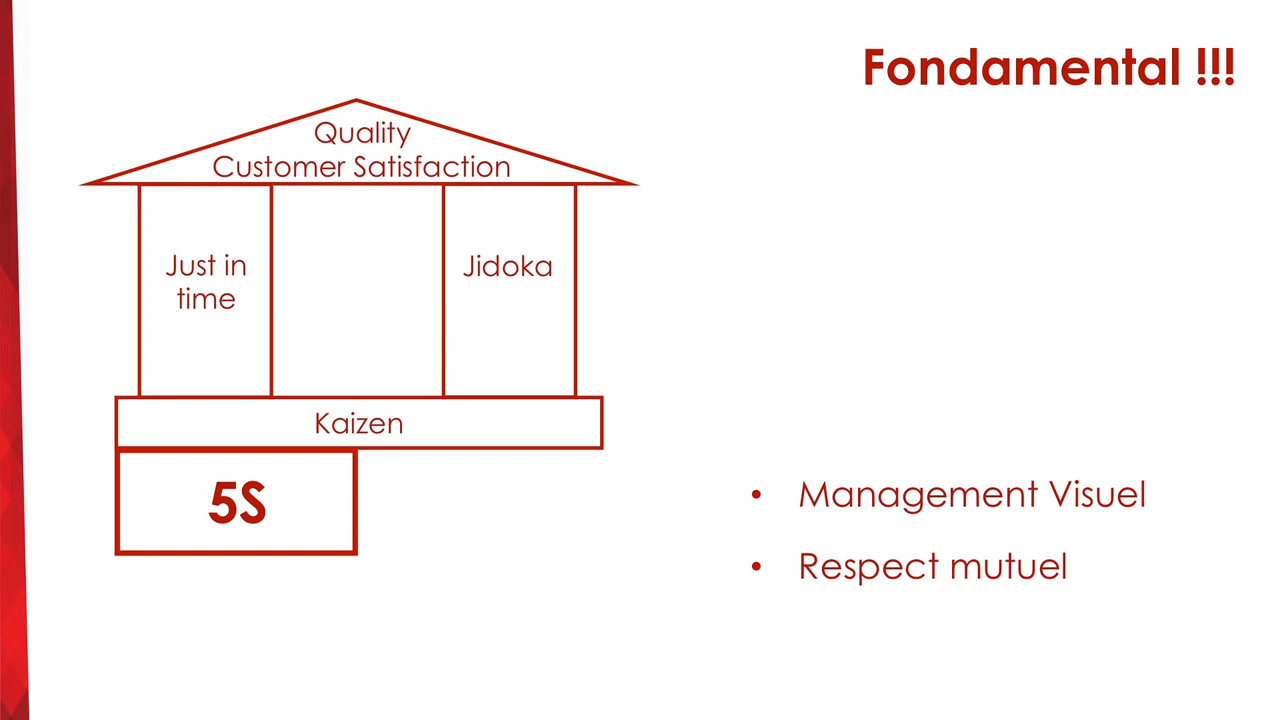 Fondamental !!!
Quality
Customer Satisfaction
Just in
time
Jidoka
Kaizen
5S
• Management Visuel
• Respect mutuel